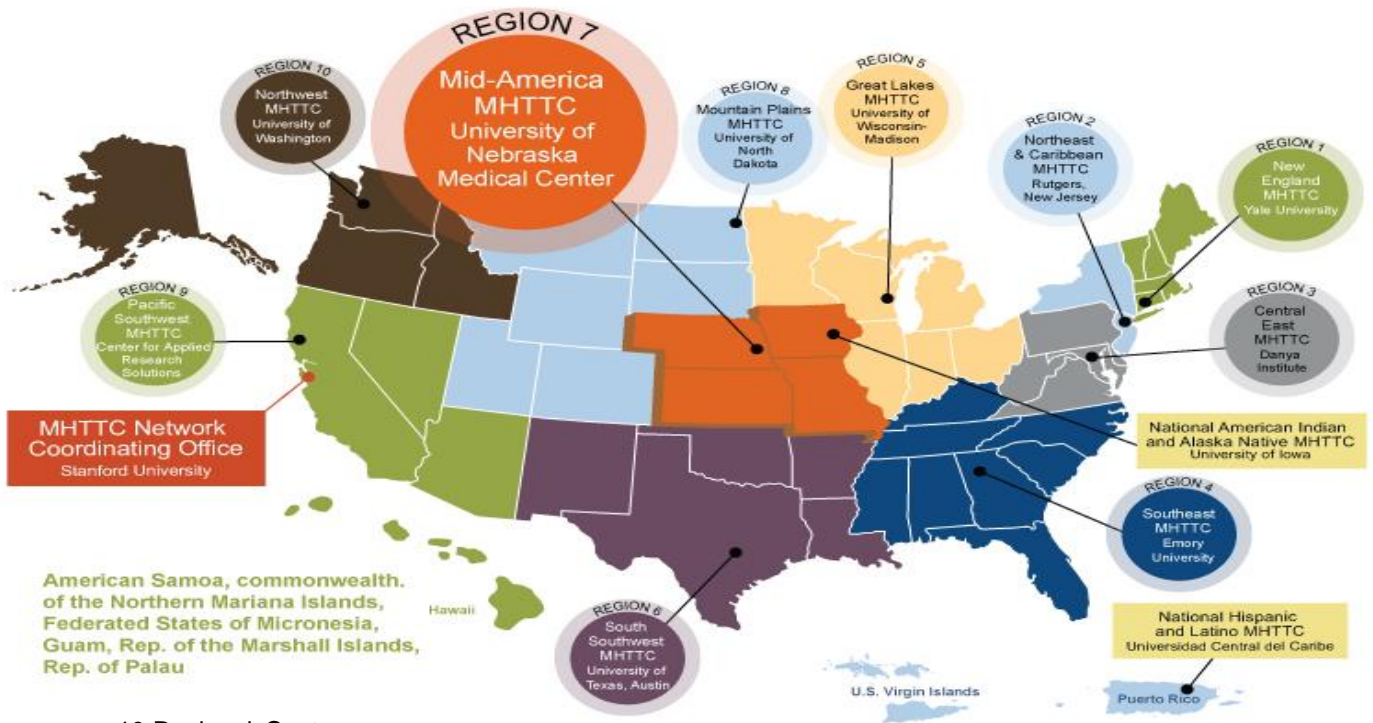 REGION 7
Mid-America
MHTTC
University of
Nebraska
Medical Center
REGION 10
Northwest
MHTTC
University of
Washington
REGION 8
Mountain Plains
MHTTC
University of
North
Dakota
REGION 5
Great Lakes
MHTTC
University of
Wisconsin-
Madison
REGION 2
Northeast
& Caribbean
MHTTC
Rutgers,
New Jersey
REGION 1
New
England
MHTTC
Yale University
REGION 9
Pacific
Southwest
MHTTC
Center for Applied
Research
Solutions
REGION 3
Central
East
MHTTC
Danya
Institute
MHTTC Network
Coordinating Office
Stanford University
National American Indian
and Alaska Native MHTTC
University of Iowa
REGION 4
Southeast
MHTTC
Emory
University
American Samoa, commonwealth.
of the Northern Mariana Islands,
Federated States of Micronesia,
Guam, Rep. of the Marshall Islands,
Rep. of Palau
Hawaii
REGION 6
South
Southwest
MHTTC
University of
Texas, Austin
National Hispanic
and Latino MHTTC
Universidad Central del Caribe
U.S. Virgin Islands
Puerto Rico